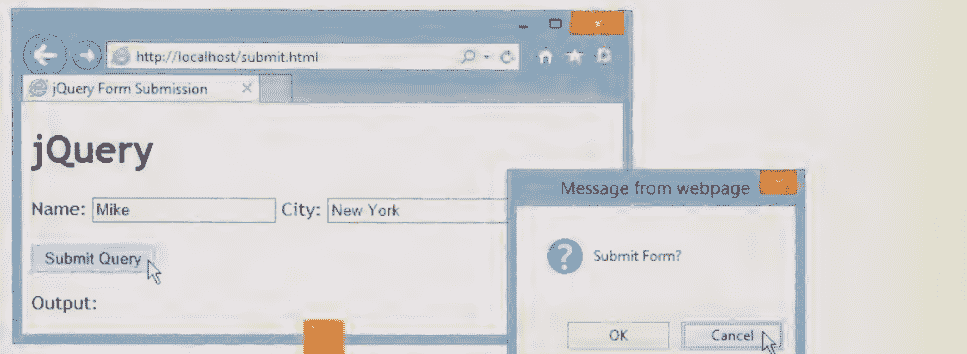 http://localhost/submit.html
jQuery Form Submission
jQuery
Name: Mike City: New York
Submit Query
Output:
Message from webpage
Submit Form?
OK Cancel